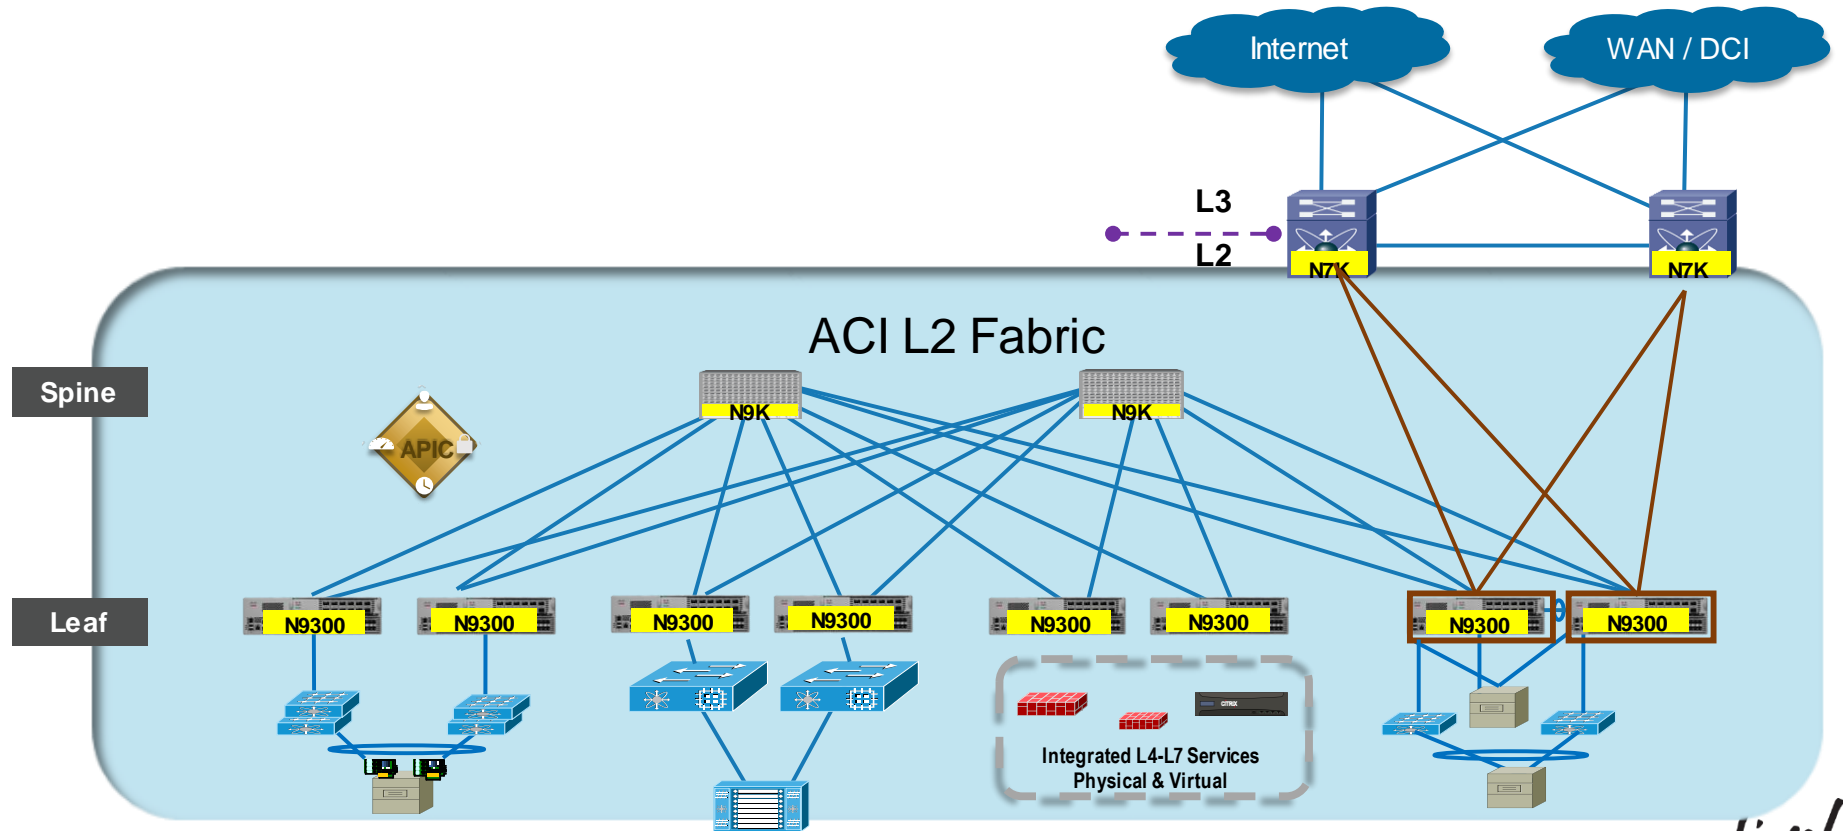 Internet
WAN / DCI
L3
L2
N7K
N7K
ACI L2 Fabric
Spine
N9K
N9K
APIC
Leaf
N9300
N9300
N9300
N9300
N9300
N9300
N9300
N9300
CITRIX
Integrated L4-L7 Services
Physical & Virtual